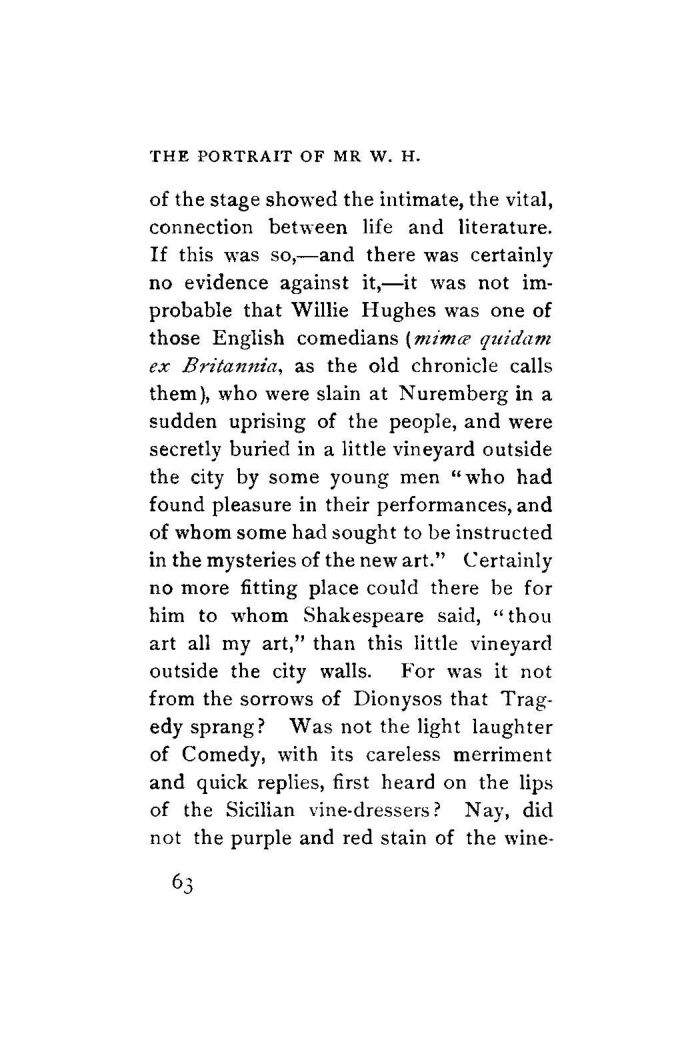 THE PORTRAIT OF MR W. H.
of the stage showed the intimate, the vital,
connection between life and literature.
If this was so,—and there was certainly
no evidence against it,—it was not im-
probable that Willie Hughes was one of
those English comedians (mimæ quidam
ex Britannia, as the old chronicle calls
them), who were slain at Nuremberg in a
sudden uprising of the people, and were
secretly buried in a little vineyard outside
the city by some young men “who had
found pleasure in their performances, and
of whom some had sought to be instructed
in the mysteries of the new art.” Certainly
no more fitting place could there be for
him to whom Shakespeare said, “thou
art all my art,” than this little vineyard
outside the city walls. For was it not
from the sorrows of Dionysos that Trag-
edy sprang? Was not the light laughter
of Comedy, with its careless merriment
and quick replies, first heard on the lips
of the Sicilian vine-dressers? Nay, did
not the purple and red stain of the wine-
63